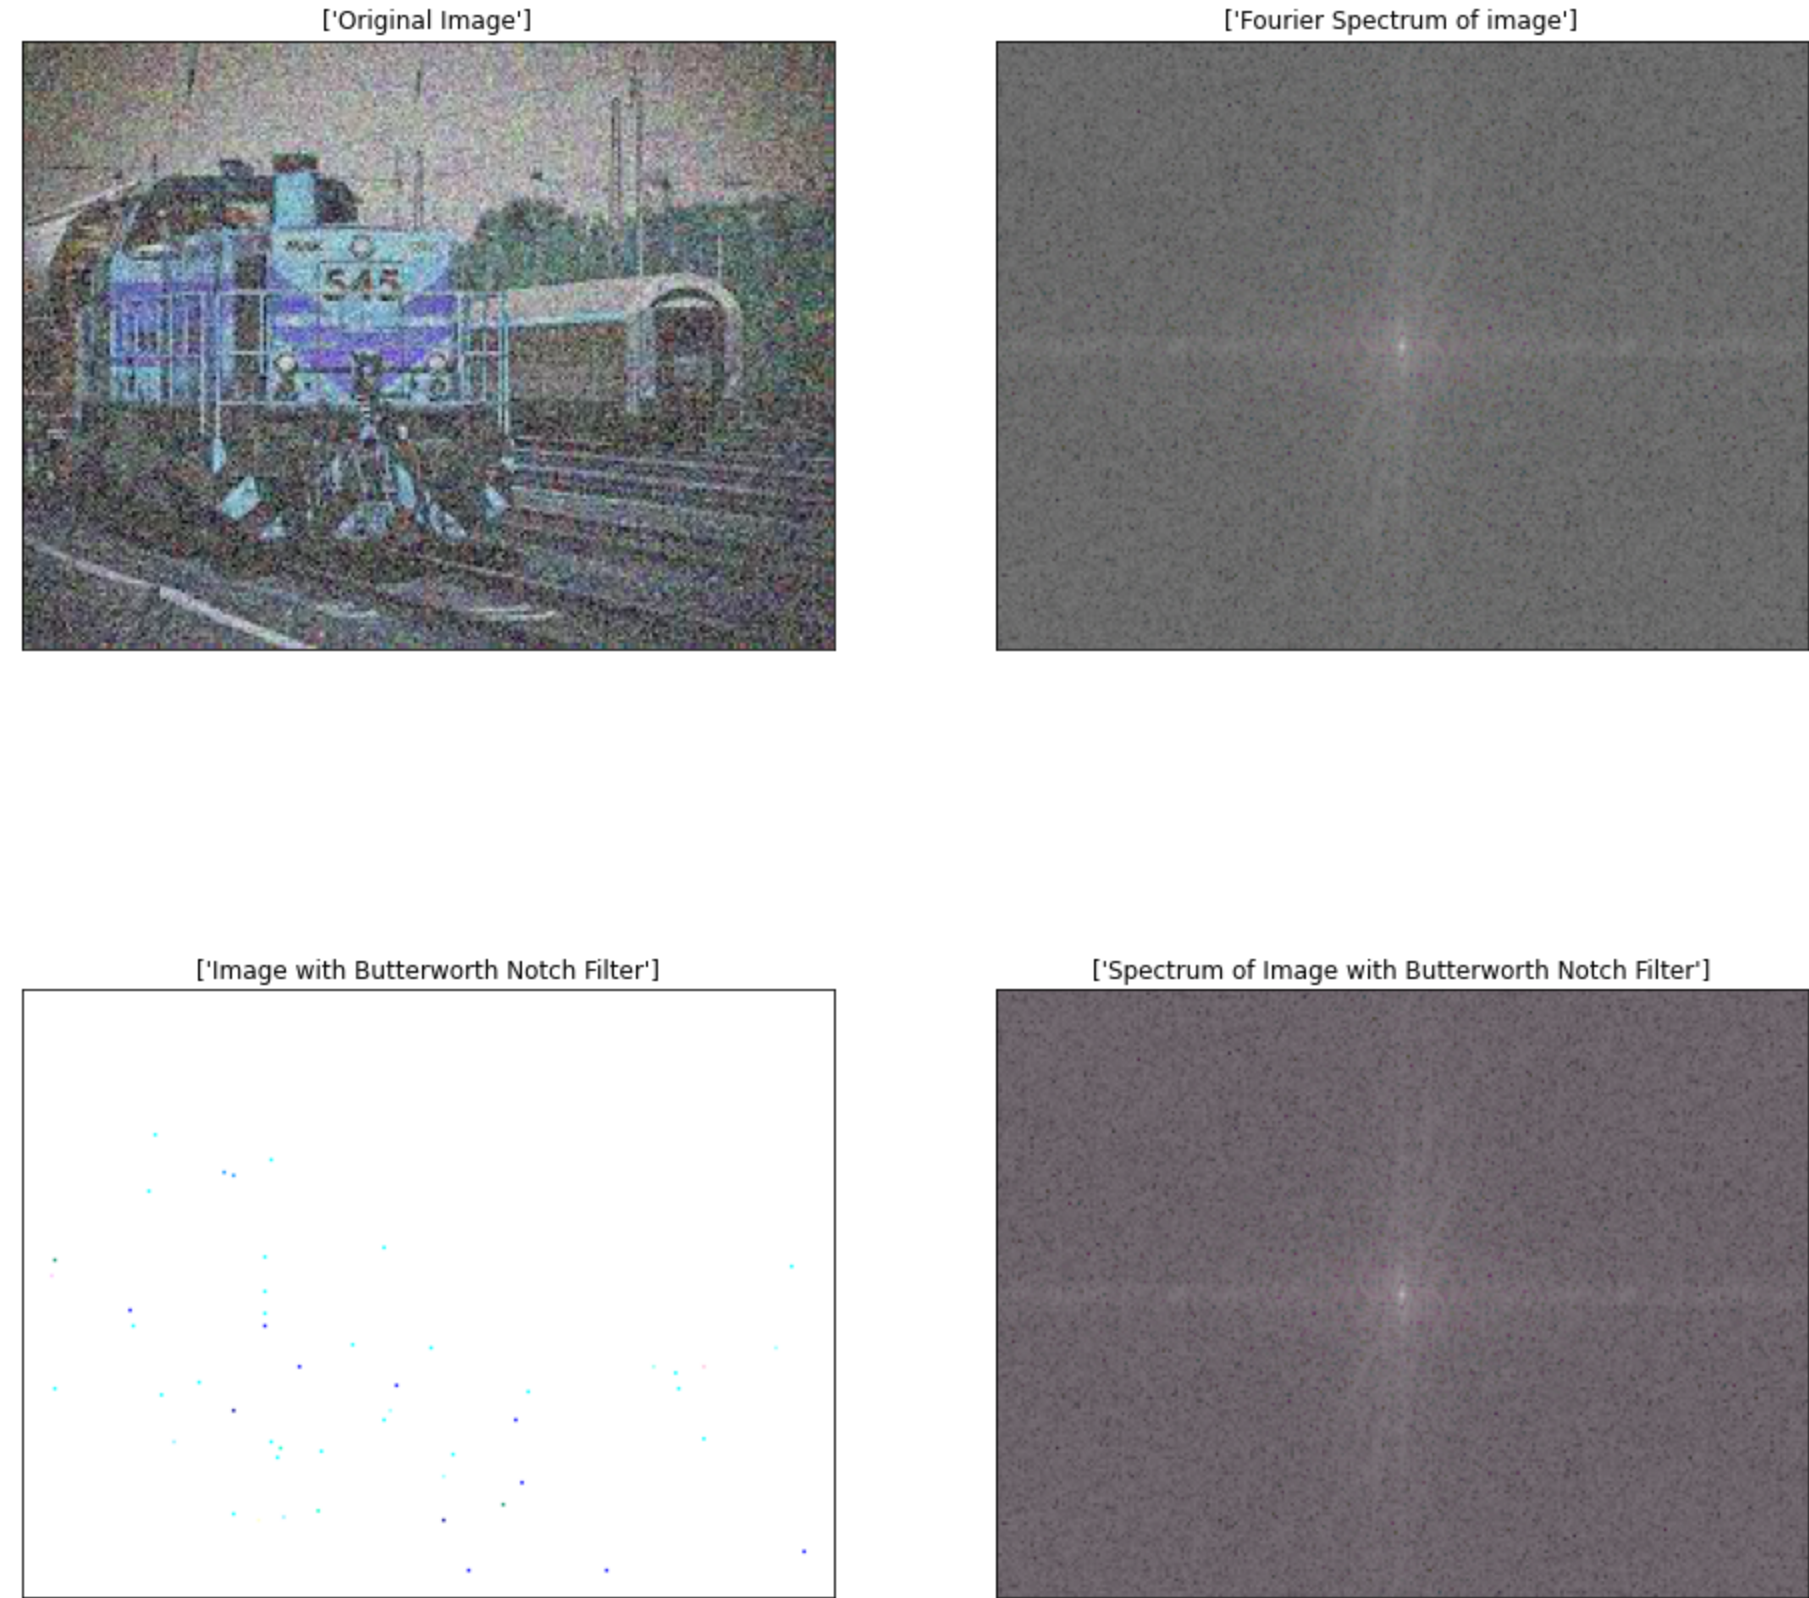 ['Original Image']
['Fourier Spectrum of image']
545
['Image with Butterworth Notch Filter']
['Spectrum of Image with Butterworth Notch Filter']